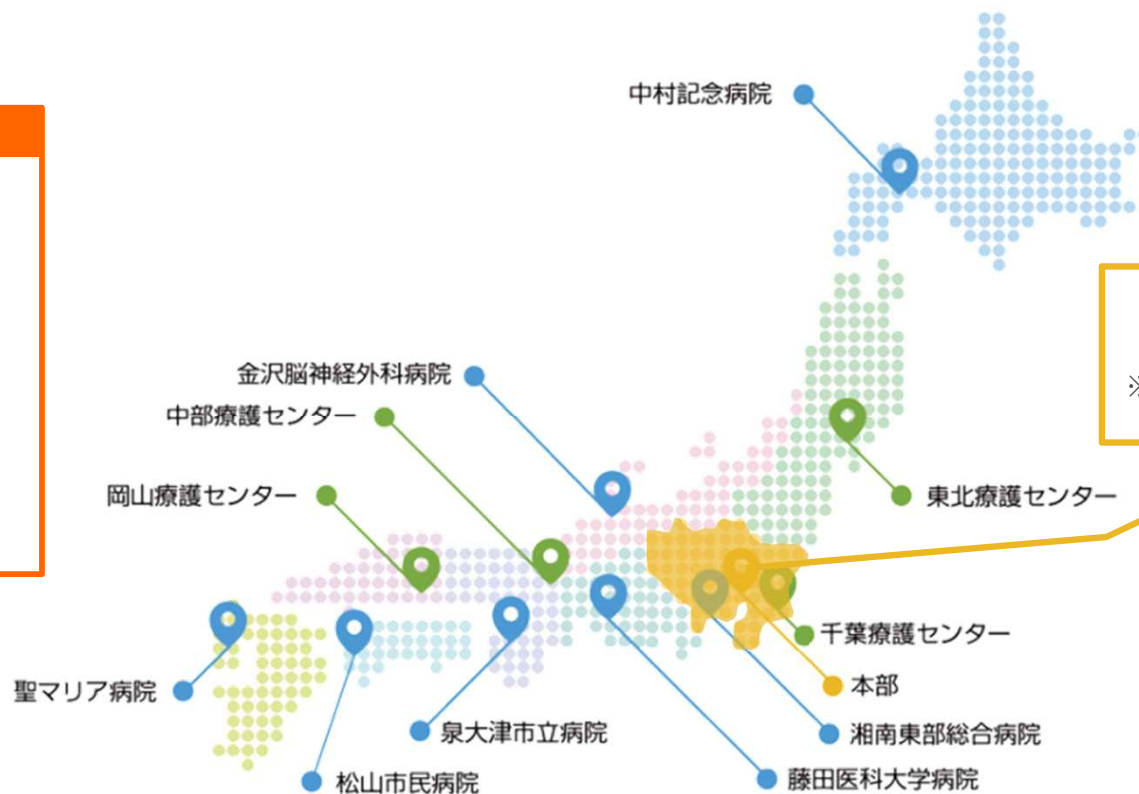 中村記念病院
金沢脳神経外科病院
中部療護センター
岡山療護センター
※
東北療護センター
千葉療護センター
本部
聖マリア病院
泉大津市立病院
湘南東部総合病院
松山市民病院
藤田医科大学病院